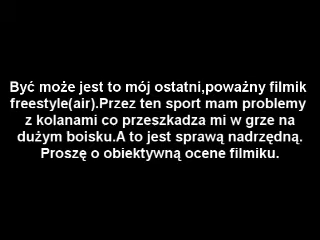 Być może jest to mój ostatni,poważny filmik
freestyle(air).Przez ten sport mam problemy
z kolanami co przeszkadza mi w grze na
dużym boisku.A to jest sprawą nadrzędną.
Proszę o obiektywną ocene filmiku.